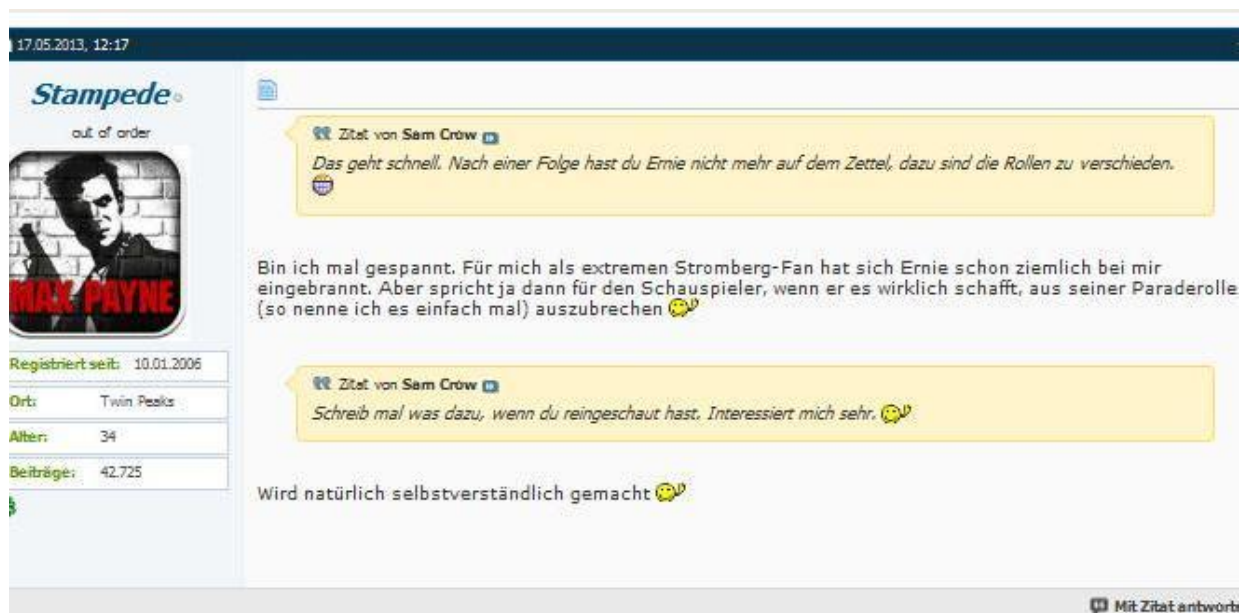 17.05.2013, 12:17
Stampede
out of order
MAX PAYNE
Registriert seit: 10.01.2006
Ort: Twin Peaks
Alter: 34
Beiträge: 42.725
Zitat von Sam Crow
Das geht schnell. Nach einer Folge hast du Ernie nicht mehr auf dem Zettel, dazu sind die Rollen zu verschieden.
Bin ich mal gespannt. Für mich als extremen Stromberg-Fan hat sich Ernie schon ziemlich bei mir
eingebrannt. Aber spricht ja dann für den Schauspieler, wenn er es wirklich schafft, aus seiner Paraderolle
(so nenne ich es einfach mal) auszubrechen
Zitat von Sam Crow
Schreib mal was dazu, wenn du reingeschaut hast. Interessiert mich sehr.
Wird natürlich selbstverständlich gemacht
Mit Zitat antwort